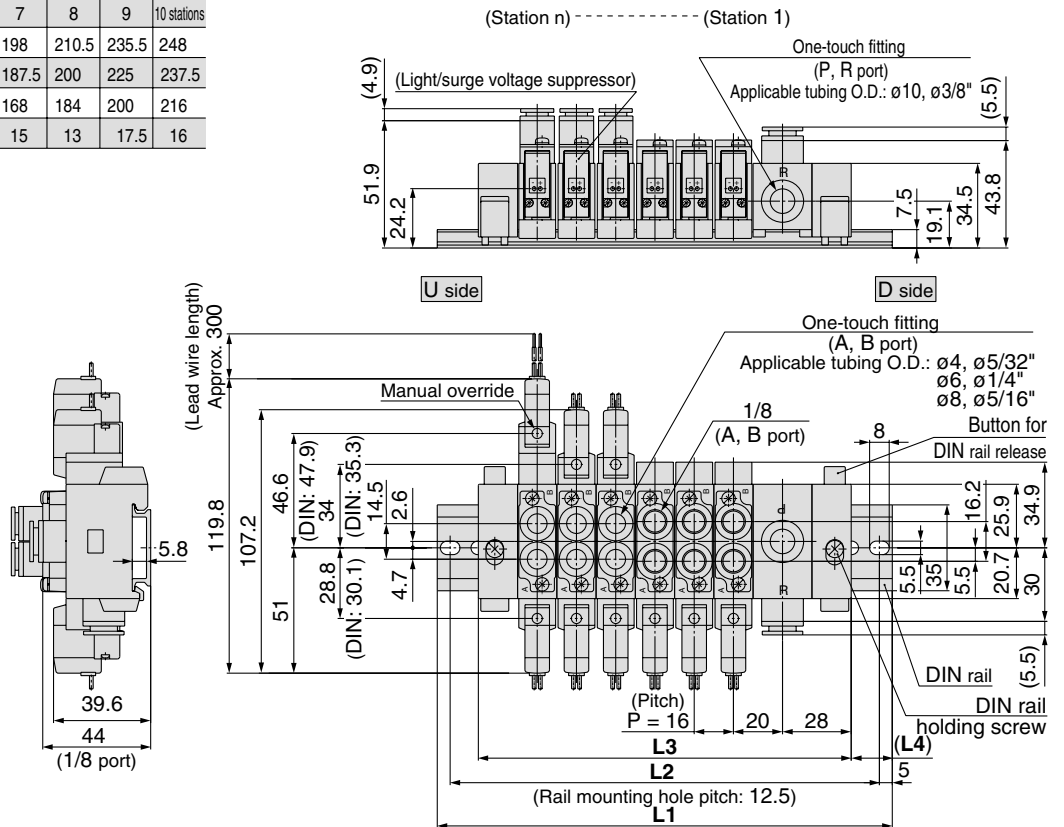 7 8 9 10 stations
198 210.5 235.5 248
187.5 200 225 237.5
168 184 200 216
15 13 17.5 16
(Station n) (Station 1)
One-touch fitting
(P, R port)
Applicable tubing O.D.: ø10, ø3/8"
(Light/surge voltage suppressor)
(4.9)
51.9
24.2
R
(5.5)
7.5
19.1
34.5
43.8
U side
D side
One-touch fitting
(A, B port)
Applicable tubing O.D.: ø4, ø5/32"
ø6, ø1/4"
ø8, ø5/16"
(Lead wire length)
Approx. 300
Manual override
1/8
(A, B port)
8
Button for
DIN rail release
119.8
107.2
46.6
(DIN: 47.9)
34
(DIN: 35.3)
14.5
2.6
51
28.8
(DIN: 30.1)
4.7
B B B B B B
A A A A A A
P
R
16.2
25.9
34.9
5.5
35
5.5
20.7
30
(5.5)
5.8
39.6
44
(1/8 port)
DIN rail
DIN rail
holding screw
(Pitch)
P = 16
20
28
L3
(L4)
L2
5
(Rail mounting hole pitch: 12.5)
L1